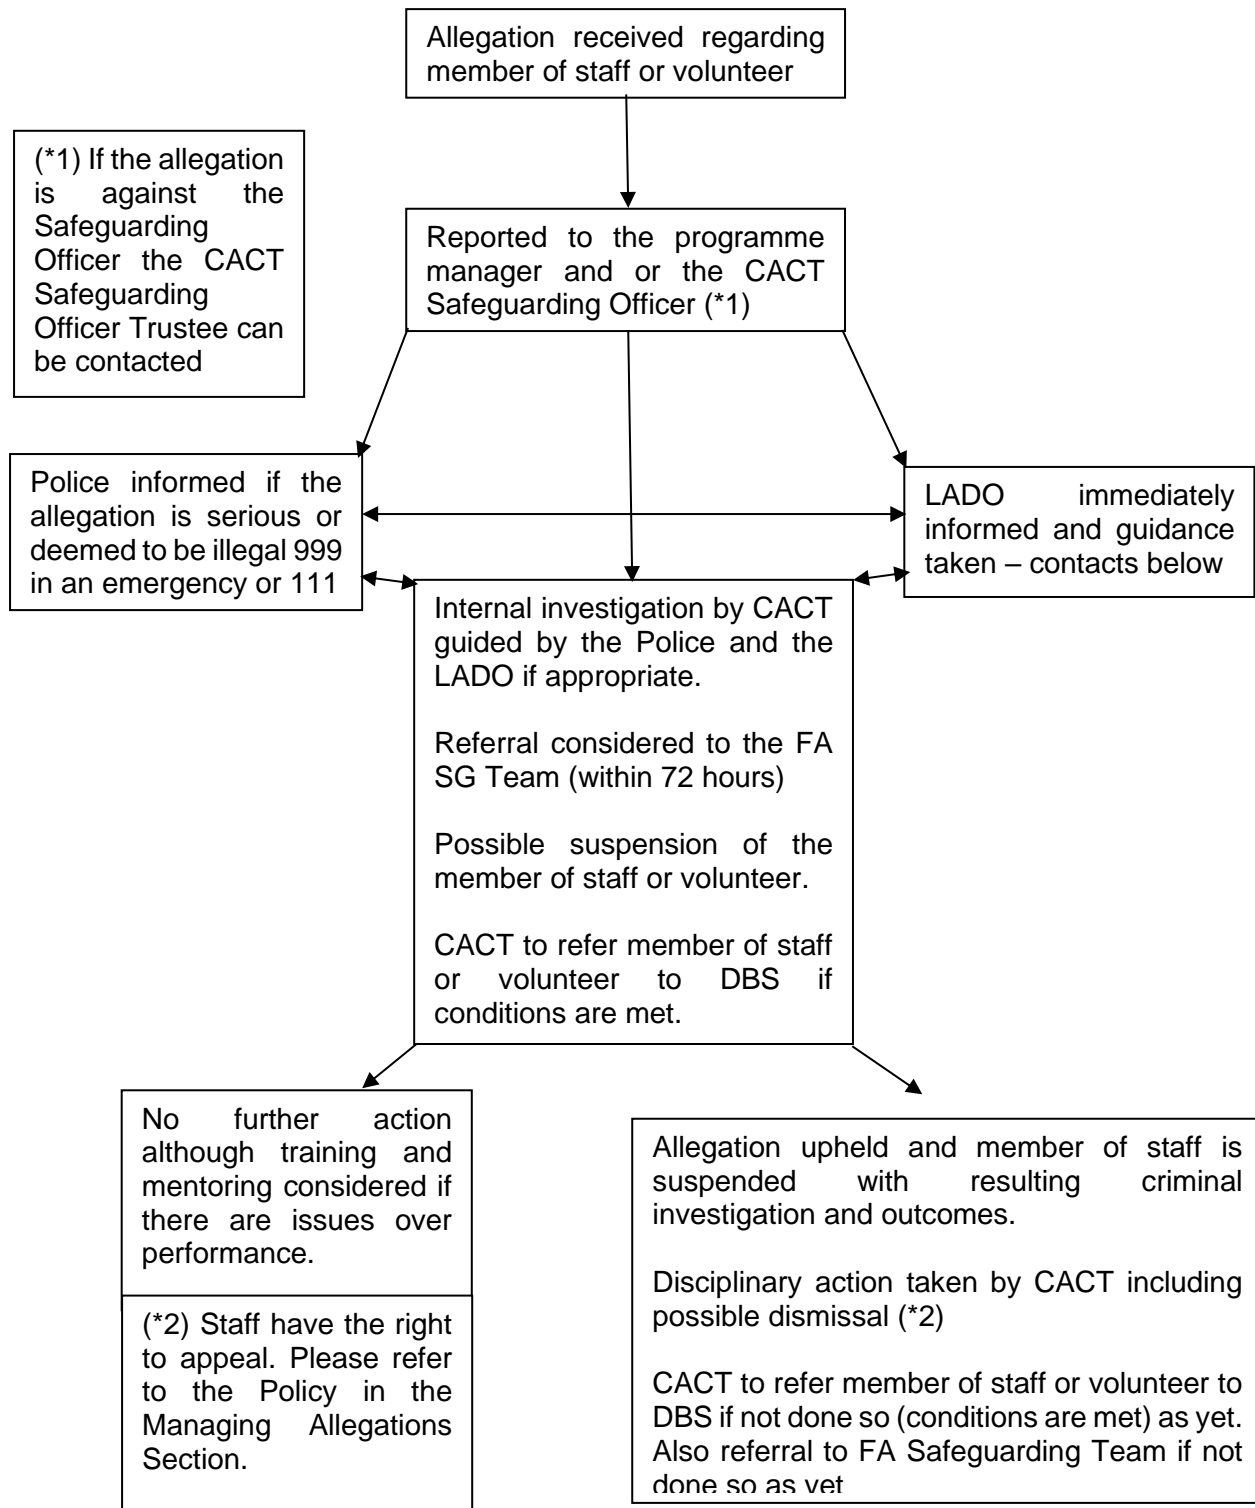 Allegation received regarding
member of staff or volunteer
(*1) If the allegation
is against the
Safeguarding
Officer the CACT
Safeguarding
Officer Trustee can
be contacted
Reported to the programme
manager and or the CACT
Safeguarding Officer (*1)
Police informed if the
allegation is serious or
deemed to be illegal 999
in an emergency or 111
LADO immediately
informed and guidance
taken – contacts below
Internal investigation by CACT
guided by the Police and the
LADO if appropriate.
Referral considered to the FA
SG Team (within 72 hours)
Possible suspension of the
member of staff or volunteer.
CACT to refer member of staff
or volunteer to DBS if
conditions are met.
No further action
although training and
mentoring considered if
there are issues over
performance.
(*2) Staff have the right
to appeal. Please refer
to the Policy in the
Managing Allegations
Section.
Allegation upheld and member of staff is
suspended with resulting criminal
investigation and outcomes.
Disciplinary action taken by CACT including
possible dismissal (*2)
CACT to refer member of staff or volunteer to
DBS if not done so (conditions are met) as yet.
Also referral to FA Safeguarding Team if not
done so as yet